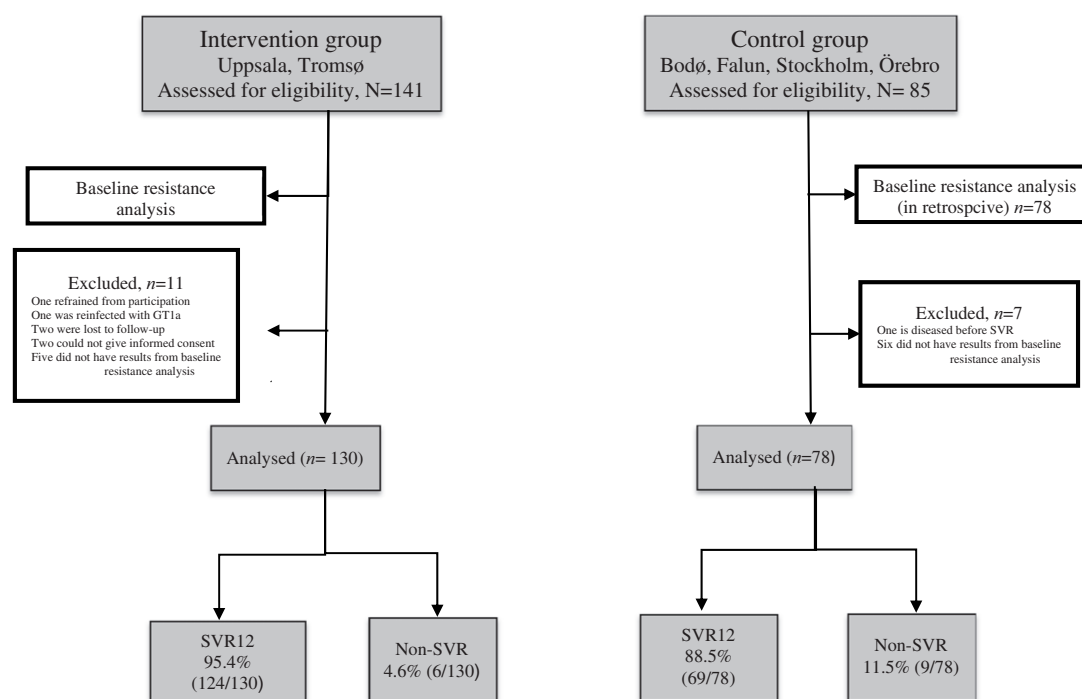 Intervention group
Uppsala, Tromsø
Assessed for eligibility, N=141
Baseline resistance
analysis
Excluded, n=11
One refrained from participation
One was reinfected with GT1a
Two were lost to follow-up
Two could not give informed consent
Five did not have results from baseline
resistance analysis
.
Analysed (n= 130)
SVR12
95.4%
(124/130)
Non-SVR
4.6% (6/130)
Control group
Bodø, Falun, Stockholm, Örebro
Assessed for eligibility, N= 85
Baseline resistance analysis
(in retrospcive) n=78
Excluded, n=7
One is diseased before SVR
Six did not have results from baseline
resistance analysis
Analysed (n=78)
SVR12
88.5%
(69/78)
Non-SVR
11.5% (9/78)